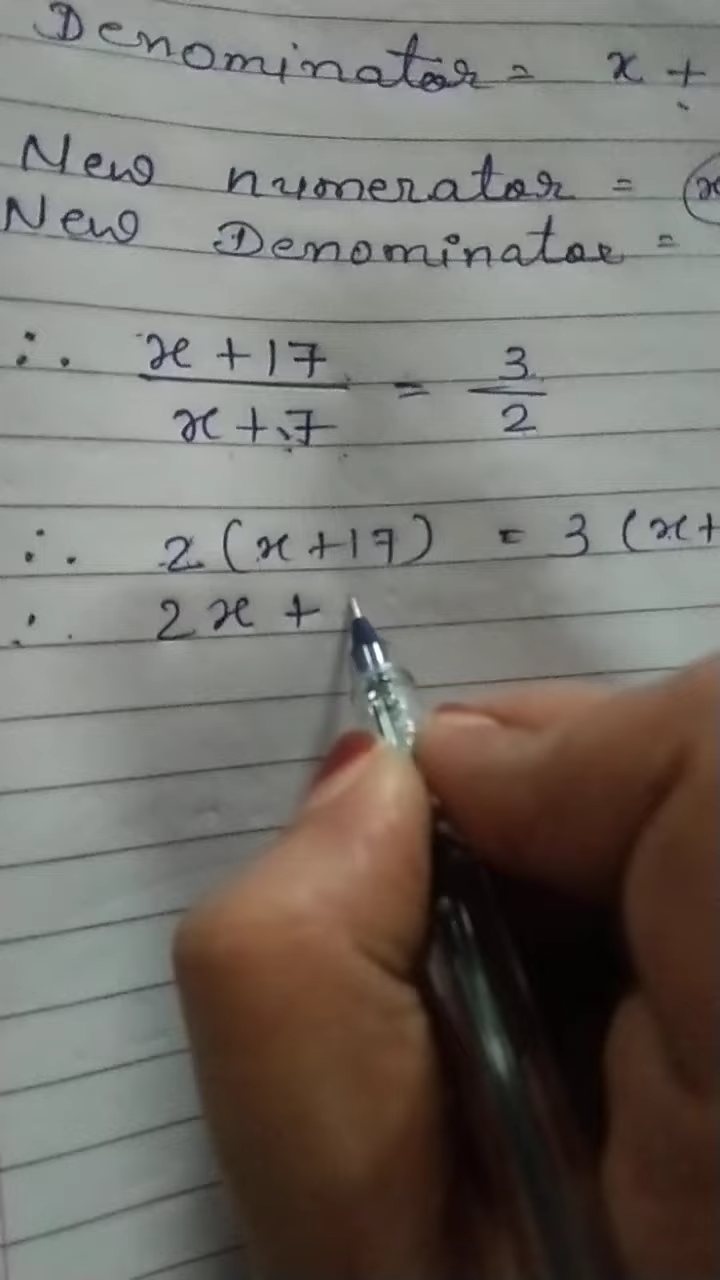 Denominator = x +
New numerator = (x
New Denominator =
∴ x + 17 / x + 7 = 3 / 2
∴ 2 (x + 17) = 3 (x +
∴ 2x +